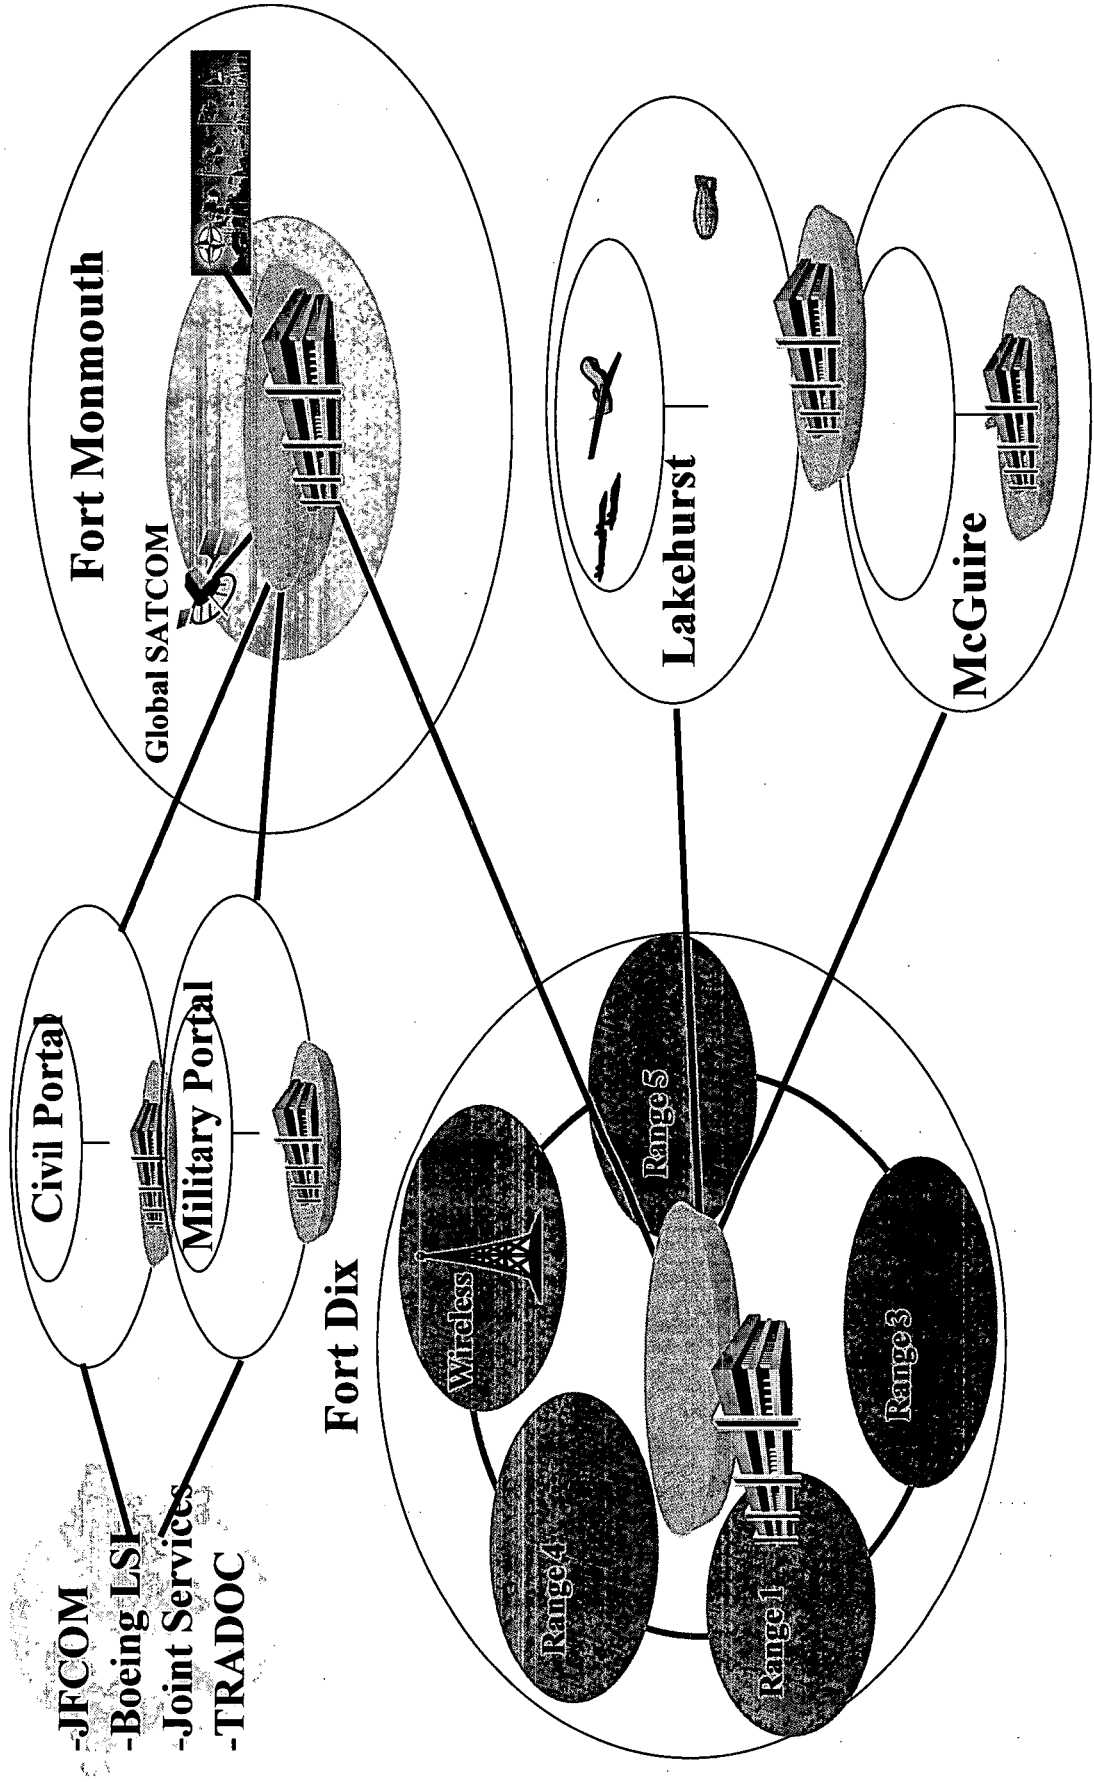 -JFCOM
-Boeing LSI
-Joint Services
-TRADOC
Civil Portal
Military Portal
Global SATCOM
Fort Monmouth
Fort Dix
Wireless
Range 4
Range 5
Range 1
Range 3
Lakehurst
McGuire